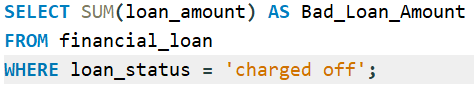 SELECT SUM(loan_amount) AS Bad_Loan_Amount
FROM financial_loan
WHERE loan_status = 'charged off';